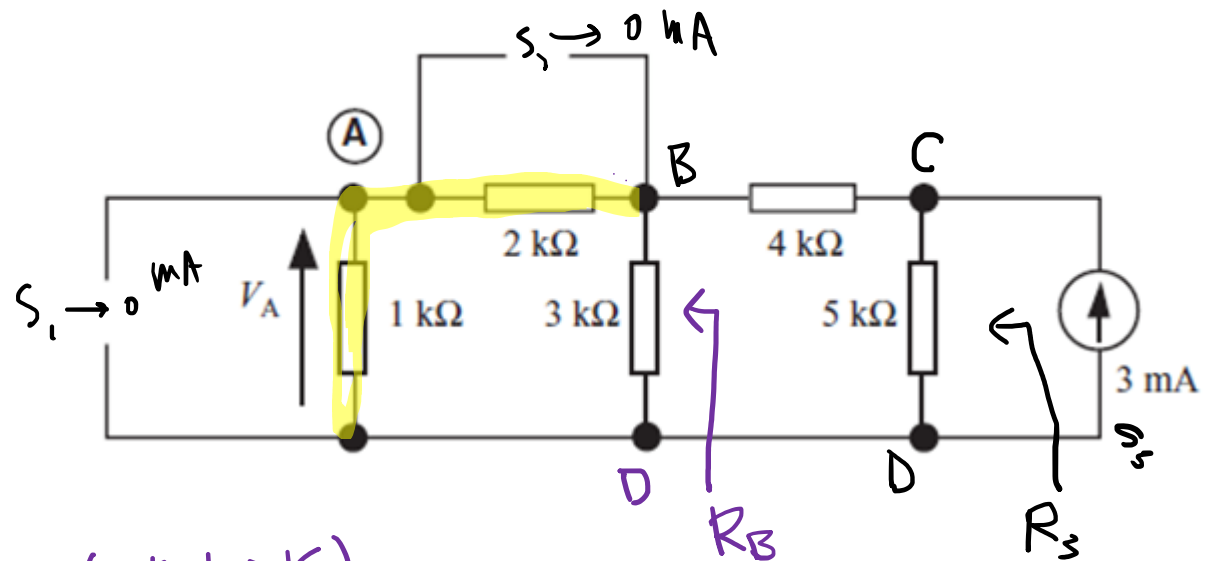 S₁ → 0 mA
A
B
C
2 kΩ
4 kΩ
S₁ → 0 mA
V_A
1 kΩ
3 kΩ
5 kΩ
3 mA
D
D
R_B